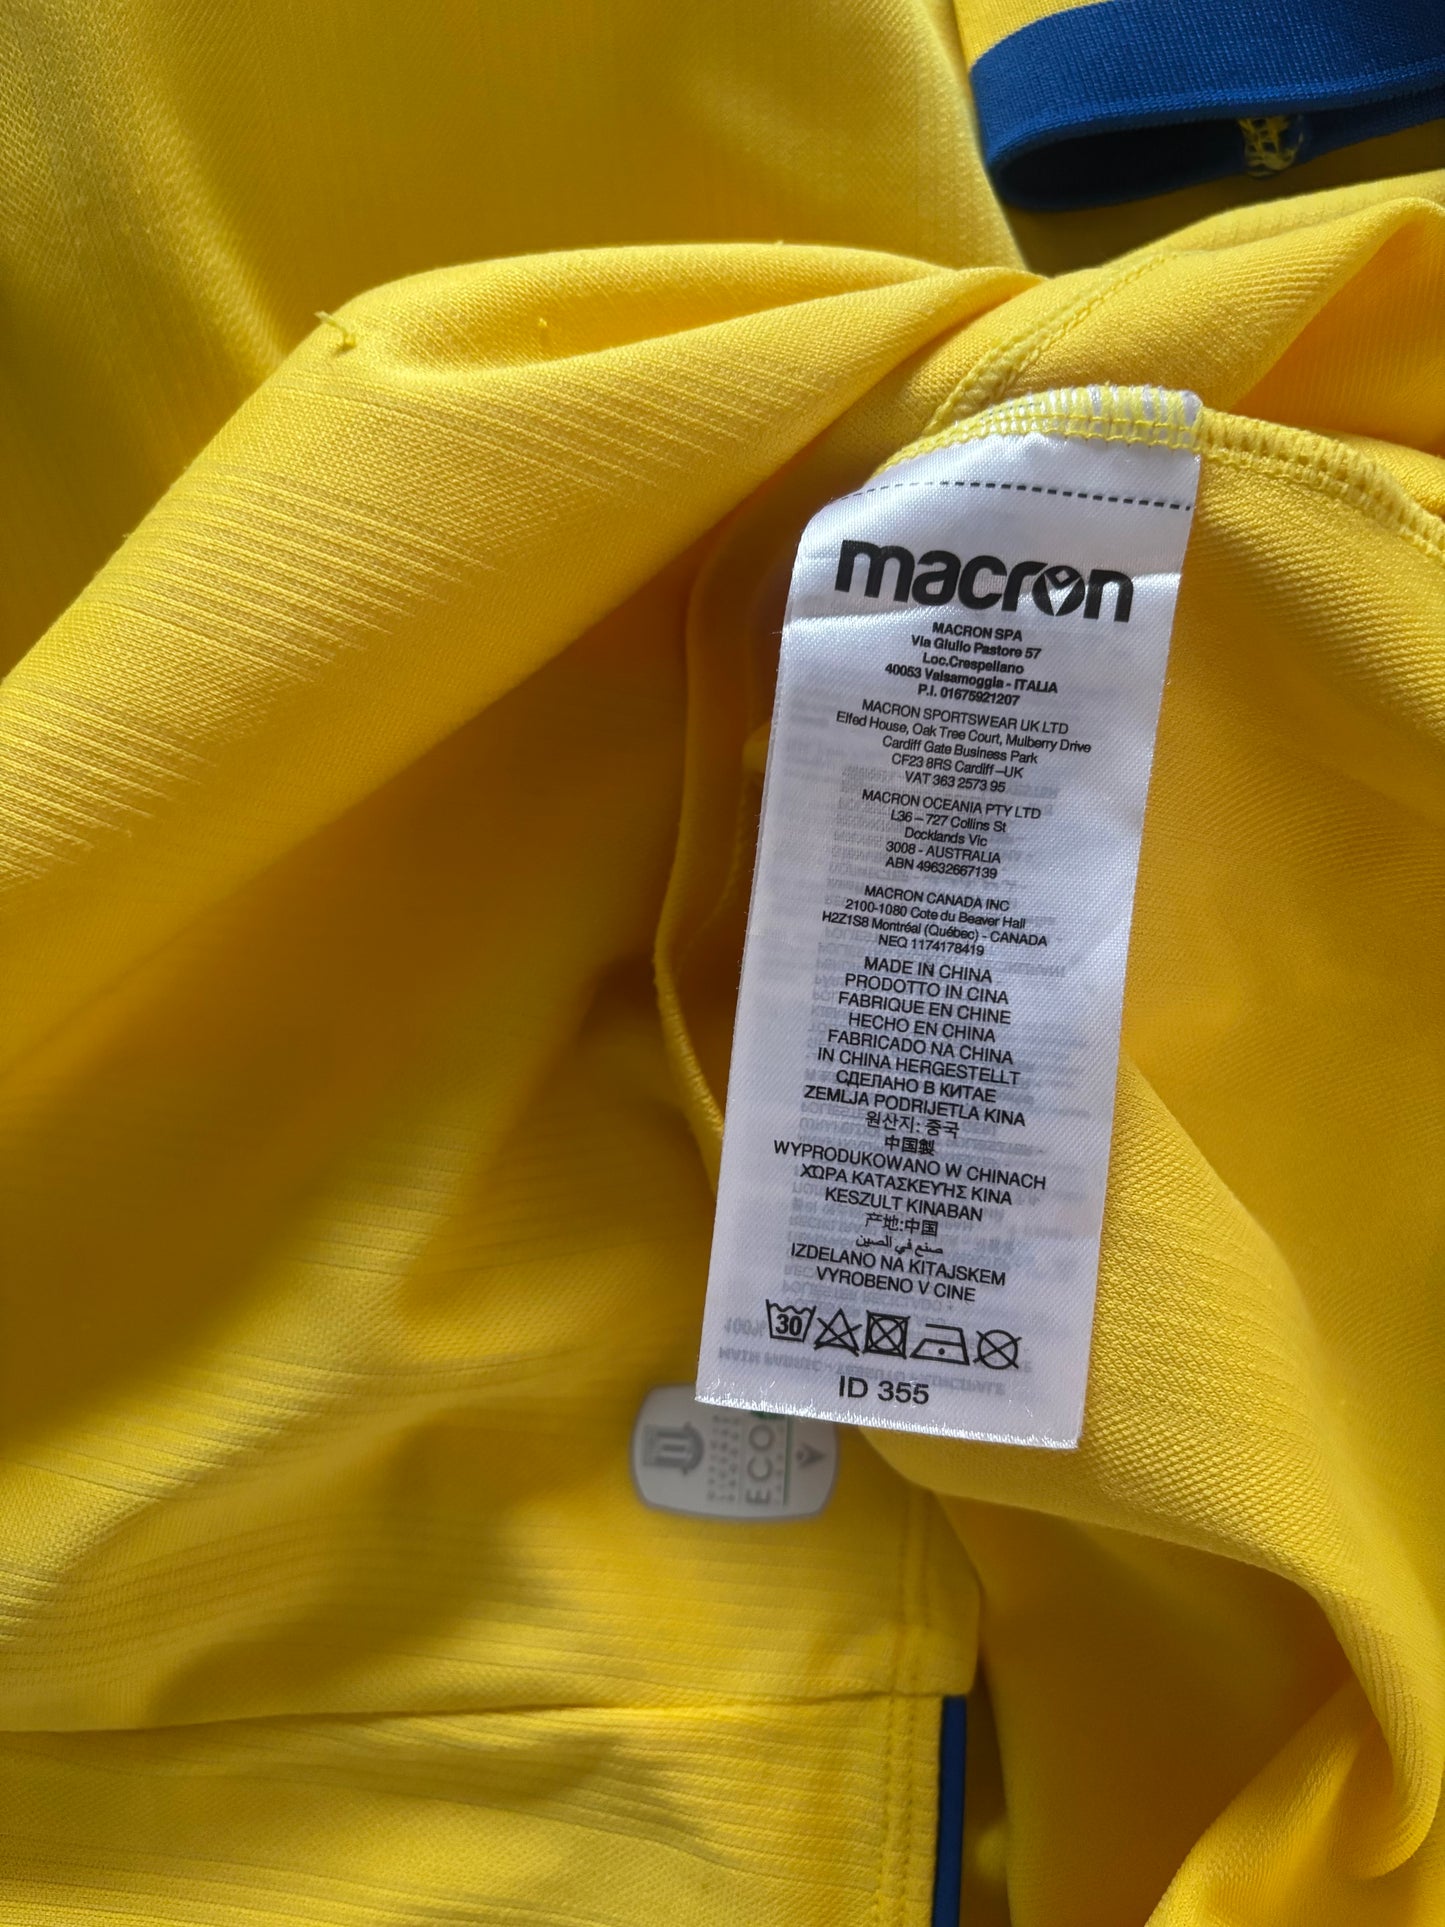 macron
MACRON SPA
Via Giulio Pastore 57
Loc.Crespellano
40053 Valsamoggia - ITALIA
P.I. 01675921207
MACRON SPORTSWEAR UK LTD
Elfed House, Oak Tree Court, Mulberry Drive
Cardiff Gate Business Park
CF23 8RS Cardiff-UK
VAT 363 2573 95
MACRON OCEANIA PTY LTD
L36 – 727 Collins St
Docklands Vic
3008 - AUSTRALIA
ABN 49632667139
MACRON CANADA INC
2100-1080 Cote du Beaver Hall
H2Z1S8 Montréal (Québec) - CANADA
NEQ 1174178419
MADE IN CHINA
PRODOTTO IN CINA
FABRIQUE EN CHINE
HECHO EN CHINA
FABRICADO NA CHINA
IN CHINA HERGESTELLT
СДЕЛАНО В КИТАЕ
ZEMLJA PODRIJETLA KINA
원산지: 중국
中国製
WYPRODUKOWANO W CHINACH
ΧΩΡΑ ΚΑΤΑΣΚΕΥΗΣ ΚΙΝΑ
KESZULT KINABAN
产地:中国
صنع في الصين
IZDELANO NA KITAJSKEM
VYROBENO V CINE
30
ID 355
ECO